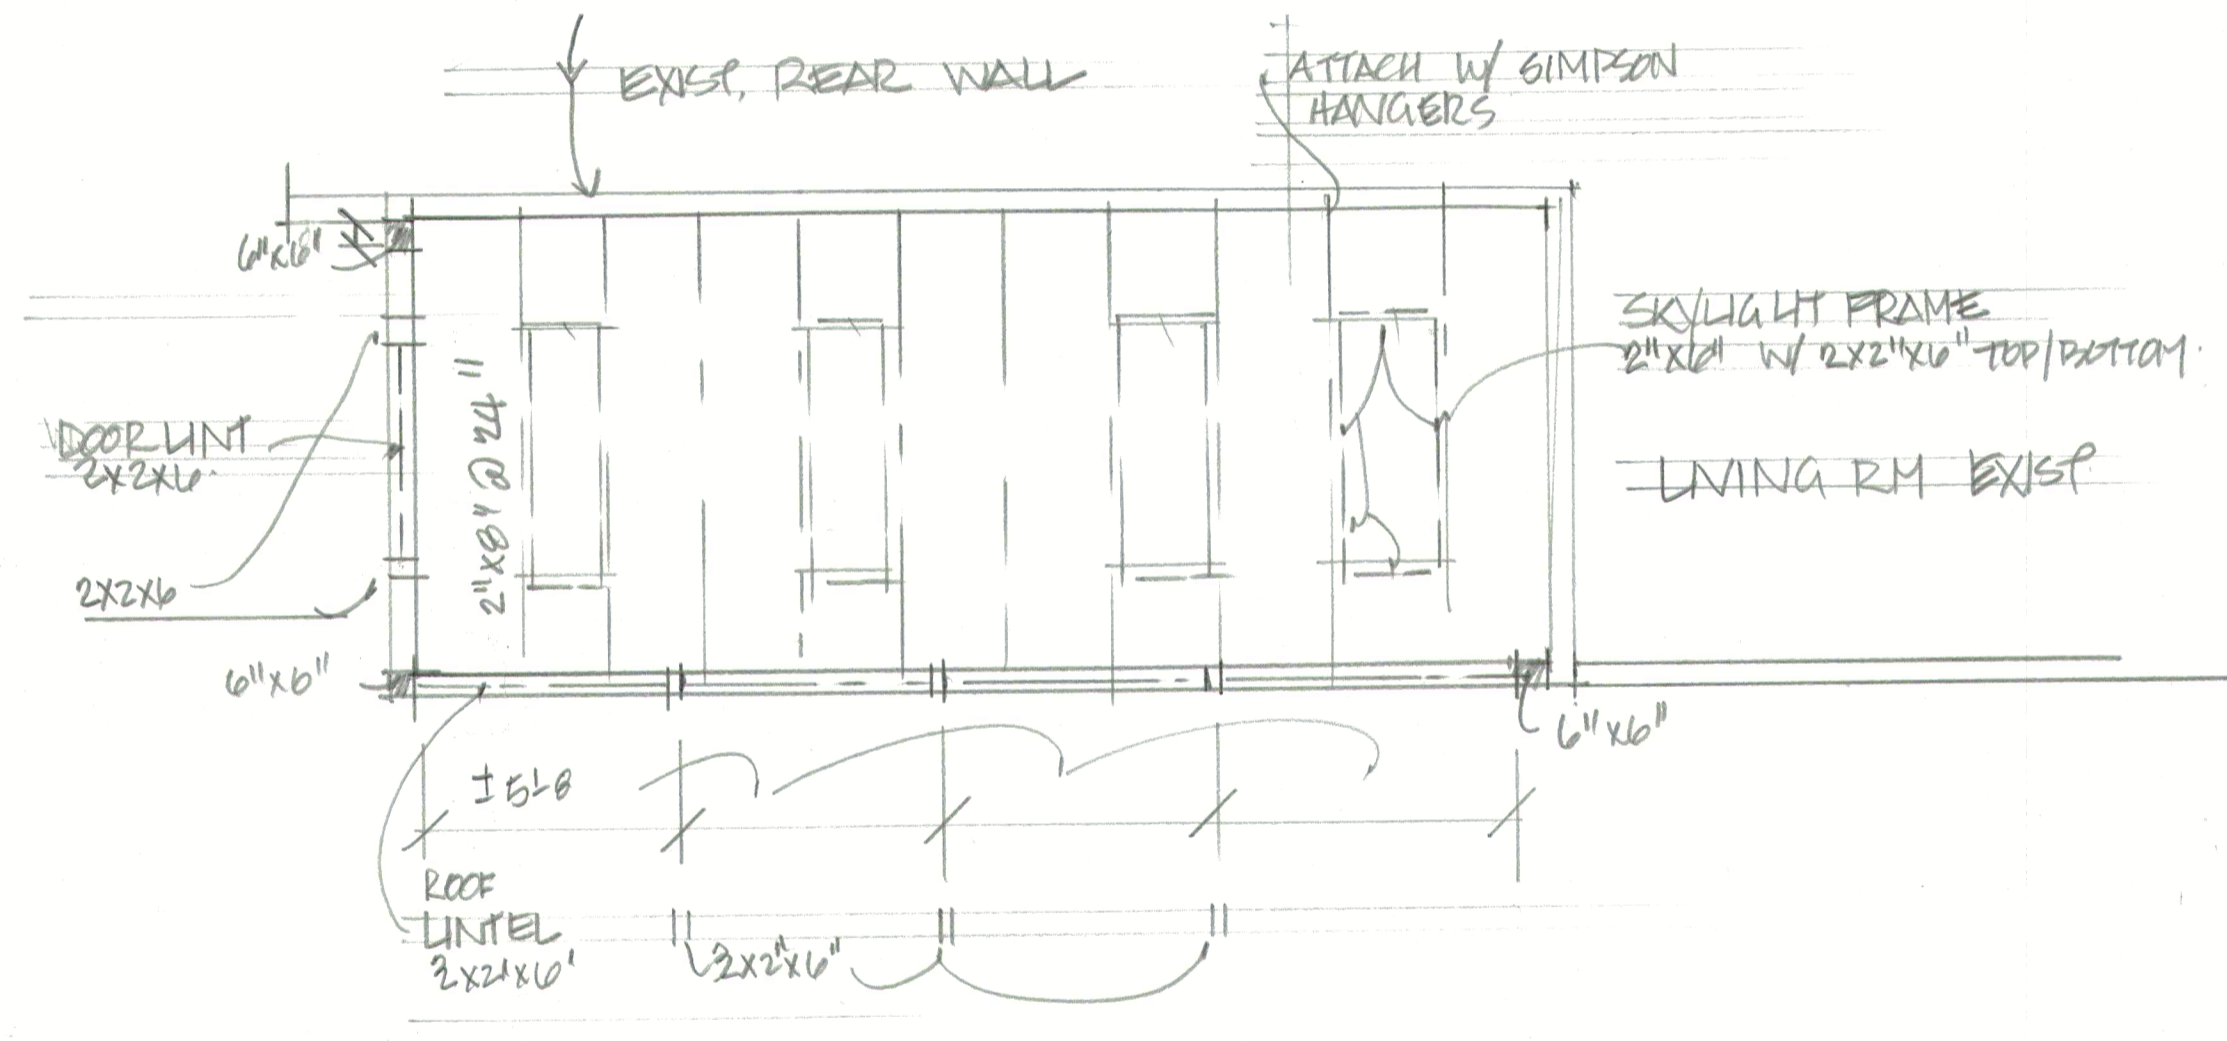 EXIST. REAR WALL
ATTACH W/ SIMPSON
HANGERS
6"x6"
SKYLIGHT FRAME
2"x6" W/ 2x2"x6" TOP/BOTTOM.
DOOR LINT
2x2x6.
2"x8" @ 24"
LIVING RM EXIST
2x2x6
6"x6"
6"x6"
± 5'-8
ROOF
LINTEL
2x2"x6"
2x2"x6"